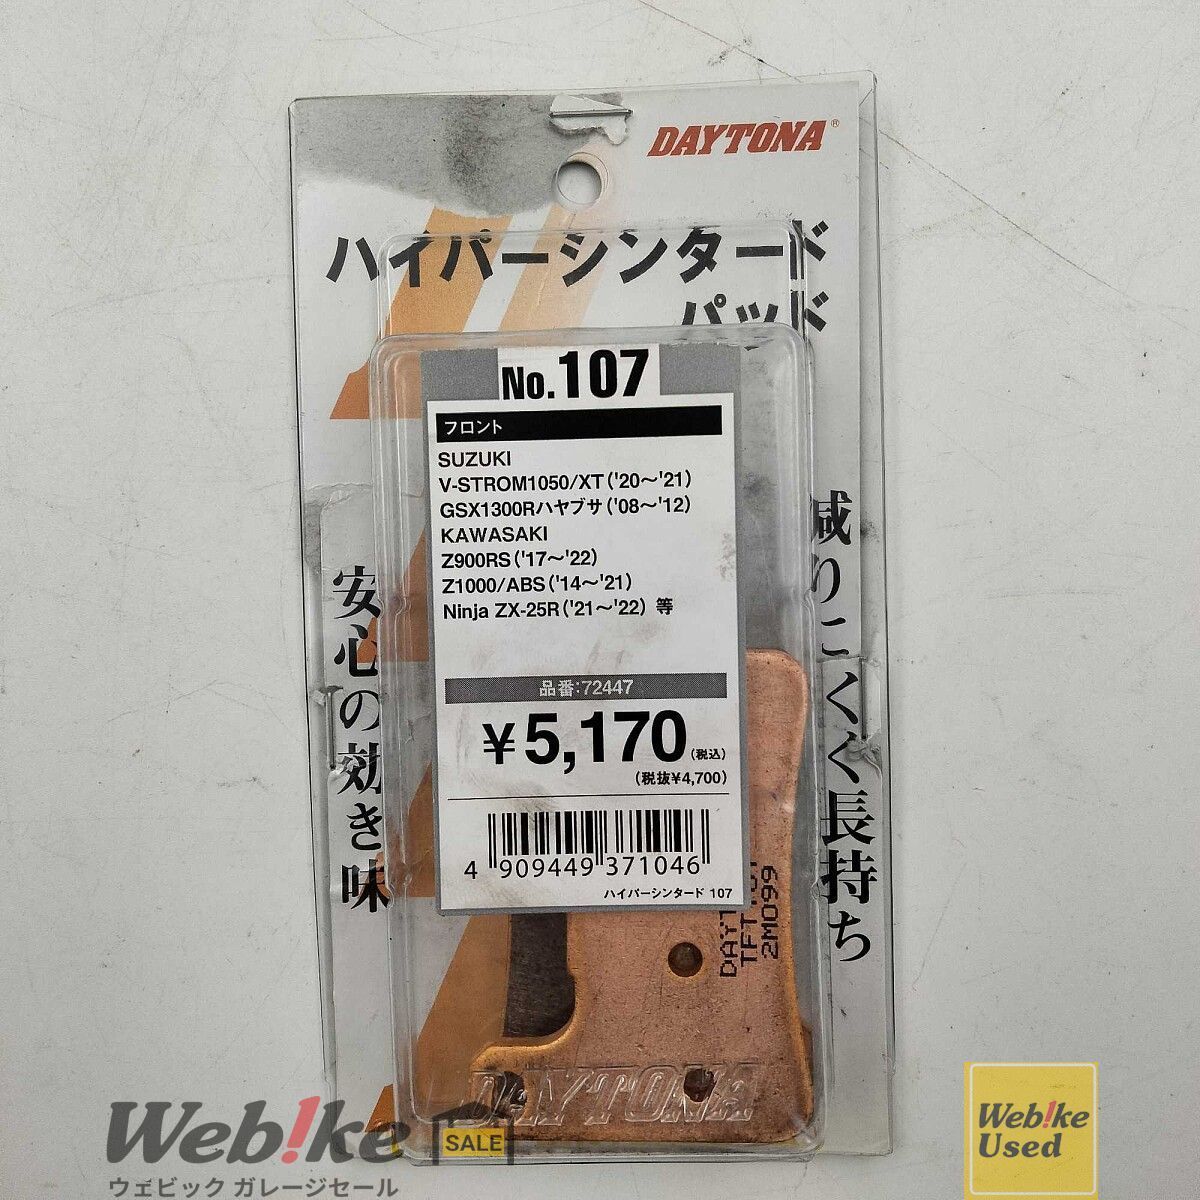 DAYTONA®
ハイパーシンタード
パッド
No.107
フロント
SUZUKI
V-STROM1050/XT('20～'21)
GSX1300Rハヤブサ('08～'12)
KAWASAKI
Z900RS('17～'22)
Z1000/ABS('14～'21)
Ninja ZX-25R('21～'22) 等
品番:72447
¥5,170(税込)
(税抜¥4,700)
4 909449 371046
ハイパーシンタード 107
安心の効き味
減りにくく長持ち
2M099
DAYTONA
Web!ke
SALE
ウェビック ガレージセール
Web!ke
Used